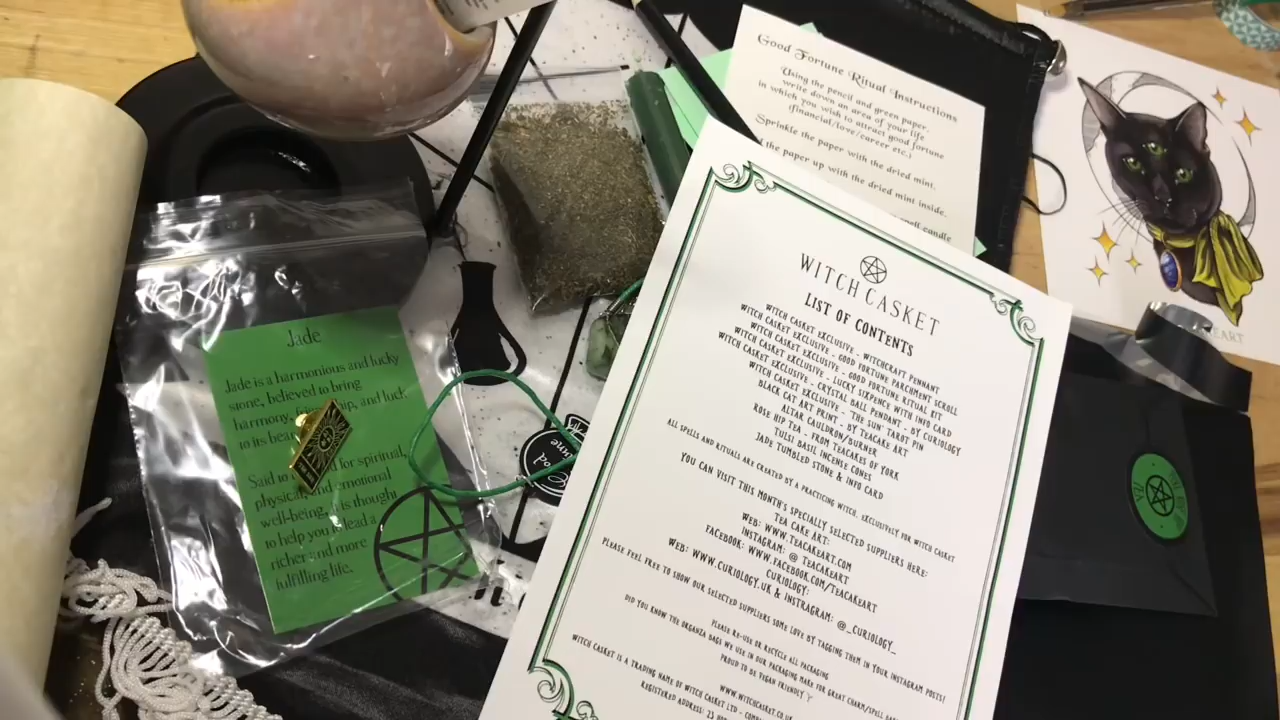 Good Fortune Ritual Instructions
Using the pencil and green paper,
write down an area of your life
in which you wish to attract good fortune
(financial/love/career etc.)
Sprinkle the paper with the dried mint.
the paper up with the dried mint inside.
spell candle
WITCH CASKET
LIST OF CONTENTS
WITCH CASKET EXCLUSIVE - WITCHCRAFT PENNANT
WITCH CASKET EXCLUSIVE - GOOD FORTUNE PARCHMENT SCROLL
WITCH CASKET EXCLUSIVE - GOOD FORTUNE RITUAL KIT
WITCH CASKET EXCLUSIVE - LUCKY SIXPENCE WITH INFO CARD
WITCH CASKET EXCLUSIVE - CRYSTAL BALL PENDANT - BY CURIOLOGY
WITCH CASKET EXCLUSIVE - 'THE SUN' TAROT PIN
BLACK CAT ART PRINT - BY TEACAKE ART
ALTAR CAULDRON/BURNER
ROSE HIP TEA - FROM TEACAKES OF YORK
TULSI BASIL INCENSE CONES
JADE TUMBLED STONE & INFO CARD
ALL SPELLS AND RITUALS ARE CREATED BY A PRACTICING WITCH, EXCLUSIVELY FOR WITCH CASKET
YOU CAN VISIT THIS MONTH'S SPECIALLY SELECTED SUPPLIERS HERE:
TEA CAKE ART:
WEB: WWW.TEACAKEART.COM
INSTAGRAM: @ TEACAKEART
FACEBOOK: WWW.FACEBOOK.COM/TEACAKEART
CURIOLOGY:
WEB: WWW.CURIOLOGY.UK & INSTAGRAM: @_CURIOLOGY_
PLEASE FEEL FREE TO SHOW OUR SELECTED SUPPLIERS SOME LOVE BY TAGGING THEM IN YOUR INSTAGRAM POSTS!
PLEASE RE-USE OR RECYCLE ALL PACKAGING
DID YOU KNOW THE ORGANZA BAGS WE USE IN OUR PACKAGING MAKE FOR GREAT CHARM/SPELL
PROUD TO BE VEGAN FRIENDLY
WWW.WITCHCASKET.CO.UK
WITCH CASKET IS A TRADING NAME OF WITCH CASKET LTD -
REGISTERED ADDRESS: 23
Jade
Jade is a harmonious and lucky
stone, believed to bring
harmony, friendship, and luck
to its
Said to for spiritual,
physical and emotional
well-being, it is thought
to help you to lead a
richer and more
fulfilling life.